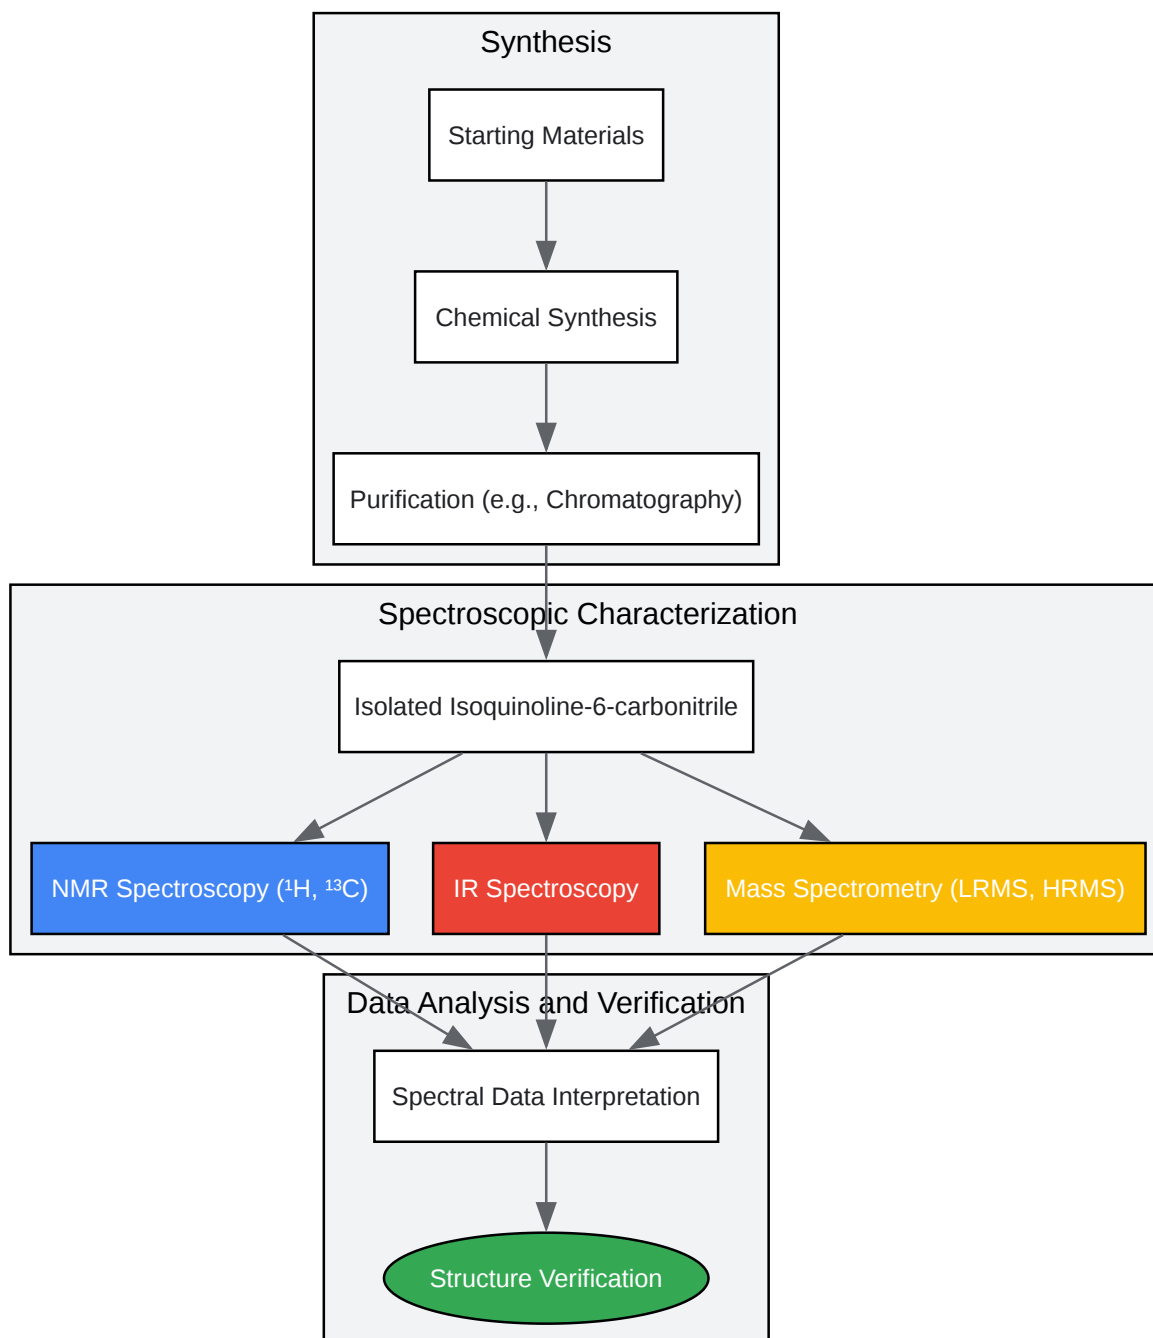 Synthesis
Starting Materials
Chemical Synthesis
Purification (e.g., Chromatography)
Spectroscopic Characterization
Isolated Isoquinoline-6-carbonitrile
NMR Spectroscopy (¹H, ¹³C)
IR Spectroscopy
Mass Spectrometry (LRMS, HRMS)
Data Analysis and Verification
Spectral Data Interpretation
Structure Verification